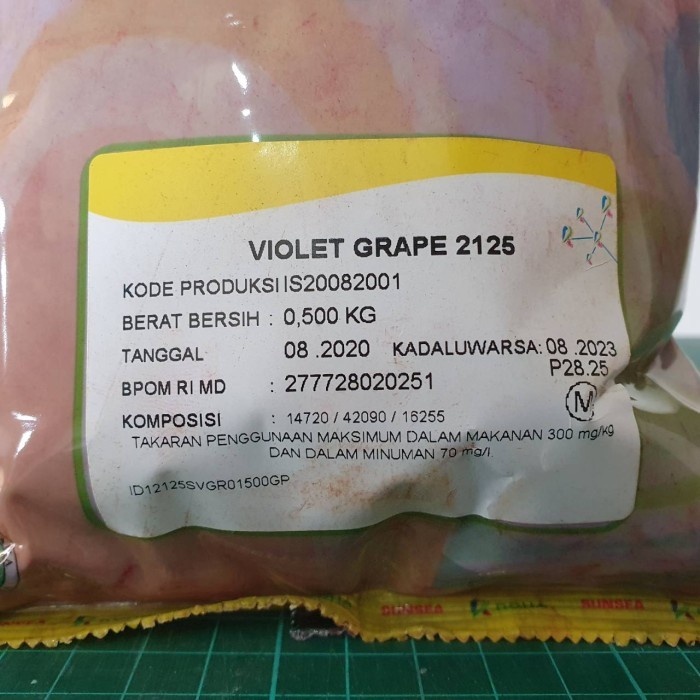 VIOLET GRAPE 2125
KODE PRODUKSI IS20082001
BERAT BERSIH : 0,500 KG
TANGGAL 08 .2020 KADALUWARSA: 08 .2023
P28.25
BPOM RI MD : 277728020251
M
KOMPOSISI : 14720 / 42090 / 16255
TAKARAN PENGGUNAAN MAKSIMUM DALAM MAKANAN 300 mg/kg
DAN DALAM MINUMAN 70 mg/l
ID12125SVGR01500GP
SUNSEA SUNSEA